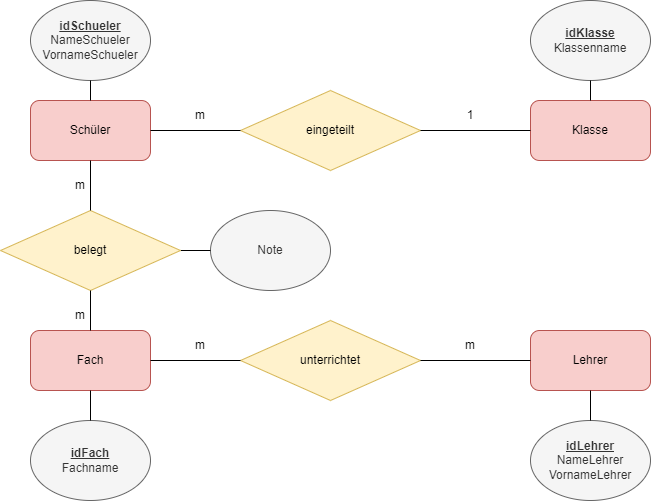 idSchueler
NameSchueler
VornameSchueler
idKlasse
Klassenname
Schüler
m
eingeteilt
1
Klasse
m
belegt
Note
m
Fach
m
unterrichtet
m
Lehrer
idFach
Fachname
idLehrer
NameLehrer
VornameLehrer